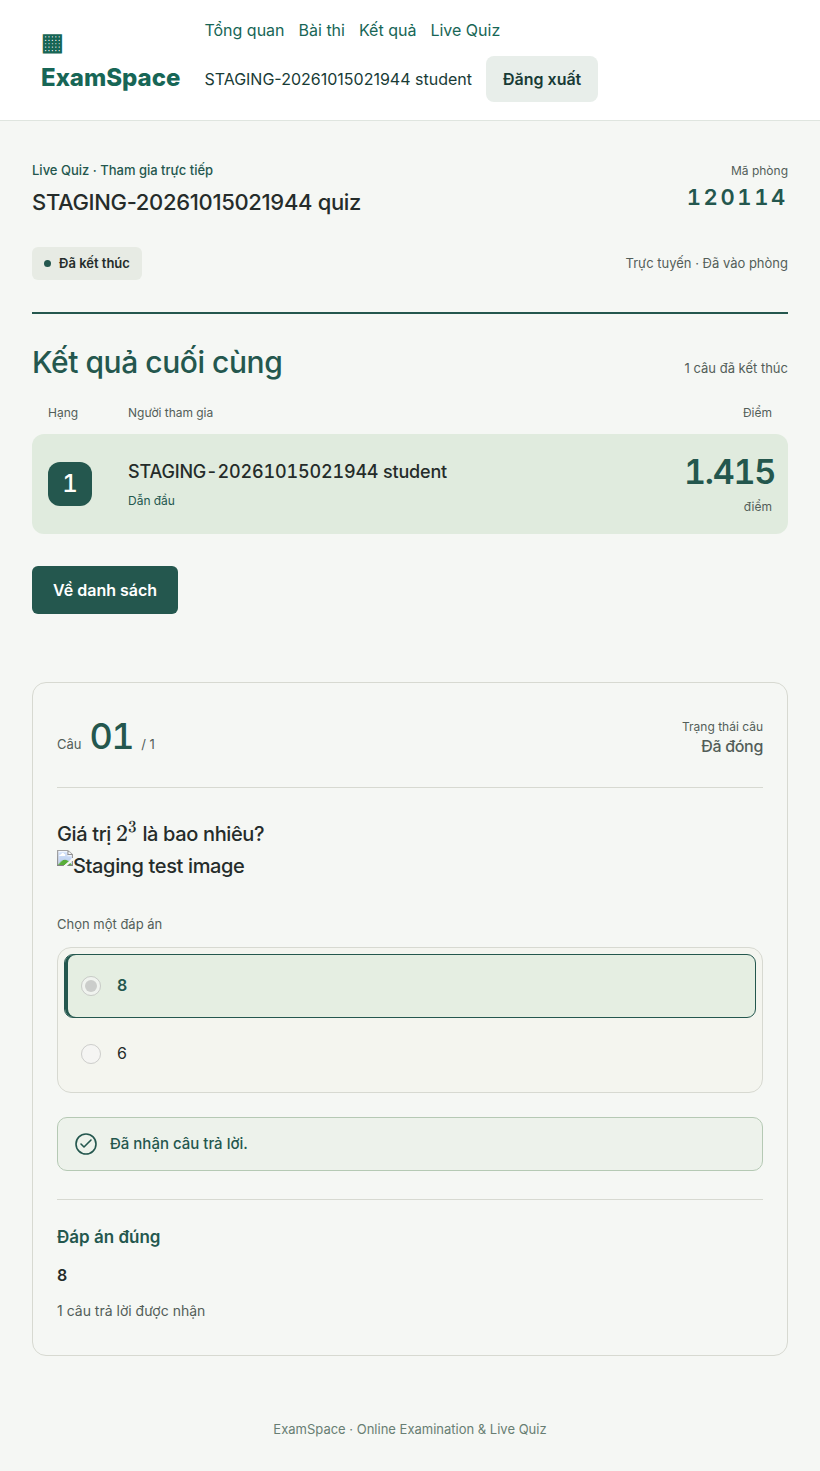 ExamSpace
Tổng quan Bài thi Kết quả Live Quiz
STAGING-20261015021944 student Đăng xuất
Live Quiz · Tham gia trực tiếp
STAGING-20261015021944 quiz
Mã phòng
120114
Đã kết thúc
Trực tuyến · Đã vào phòng
Kết quả cuối cùng
1 câu đã kết thúc
Hạng Người tham gia Điểm
1 STAGING-20261015021944 student 1.415
Dẫn đầu điểm
Về danh sách
Câu 01 / 1
Trạng thái câu
Đã đóng
Giá trị 2³ là bao nhiêu?
Staging test image
Chọn một đáp án
8
6
Đã nhận câu trả lời.
Đáp án đúng
8
1 câu trả lời được nhận
ExamSpace · Online Examination & Live Quiz